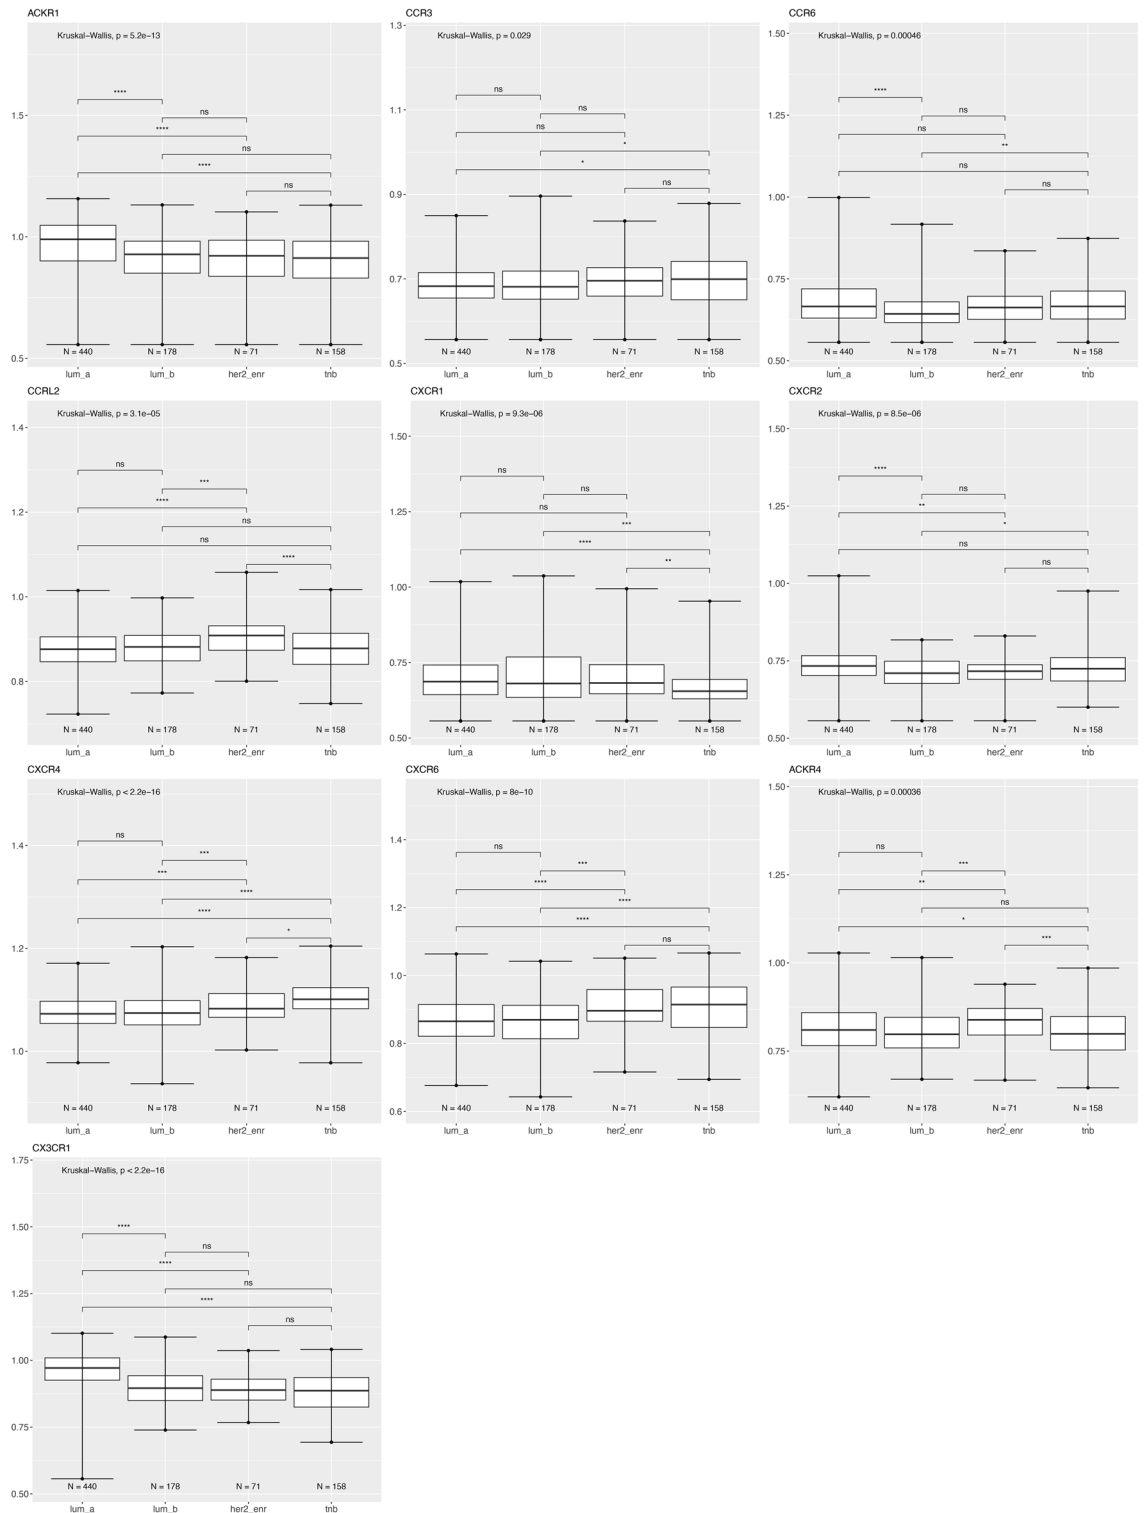 ACKR1
Kruskal−Wallis, p = 5.2e−13
****
ns
****
ns
****
ns
1.5
1.0
0.5
N = 440 N = 178 N = 71 N = 158
lum_a lum_b her2_enr tnb
CCR3
Kruskal−Wallis, p = 0.029
ns
ns
ns
*
*
ns
1.3
1.1
0.9
0.7
0.5
N = 440 N = 178 N = 71 N = 158
lum_a lum_b her2_enr tnb
CCR6
Kruskal−Wallis, p = 0.00046
****
ns
ns
**
ns
ns
1.50
1.25
1.00
0.75
0.50
N = 440 N = 178 N = 71 N = 158
lum_a lum_b her2_enr tnb
CCRL2
Kruskal−Wallis, p = 3.1e−05
ns
***
****
ns
ns
****
1.4
1.2
1.0
0.8
N = 440 N = 178 N = 71 N = 158
lum_a lum_b her2_enr tnb
CXCR1
Kruskal−Wallis, p = 9.3e−06
ns
ns
ns
***
****
**
1.50
1.25
1.00
0.75
0.50
N = 440 N = 178 N = 71 N = 158
lum_a lum_b her2_enr tnb
CXCR2
Kruskal−Wallis, p = 8.5e−06
****
ns
**
*
ns
ns
1.50
1.25
1.00
0.75
0.50
N = 440 N = 178 N = 71 N = 158
lum_a lum_b her2_enr tnb
CXCR4
Kruskal−Wallis, p < 2.2e−16
ns
***
***
****
****
*
1.4
1.2
1.0
N = 440 N = 178 N = 71 N = 158
lum_a lum_b her2_enr tnb
CXCR6
Kruskal−Wallis, p = 8e−10
ns
***
****
****
****
ns
1.4
1.2
1.0
0.8
0.6
N = 440 N = 178 N = 71 N = 158
lum_a lum_b her2_enr tnb
ACKR4
Kruskal−Wallis, p = 0.00036
ns
***
**
ns
*
***
1.50
1.25
1.00
0.75
N = 440 N = 178 N = 71 N = 158
lum_a lum_b her2_enr tnb
CX3CR1
Kruskal−Wallis, p < 2.2e−16
****
ns
****
ns
****
ns
1.75
1.50
1.25
1.00
0.75
0.50
N = 440 N = 178 N = 71 N = 158
lum_a lum_b her2_enr tnb